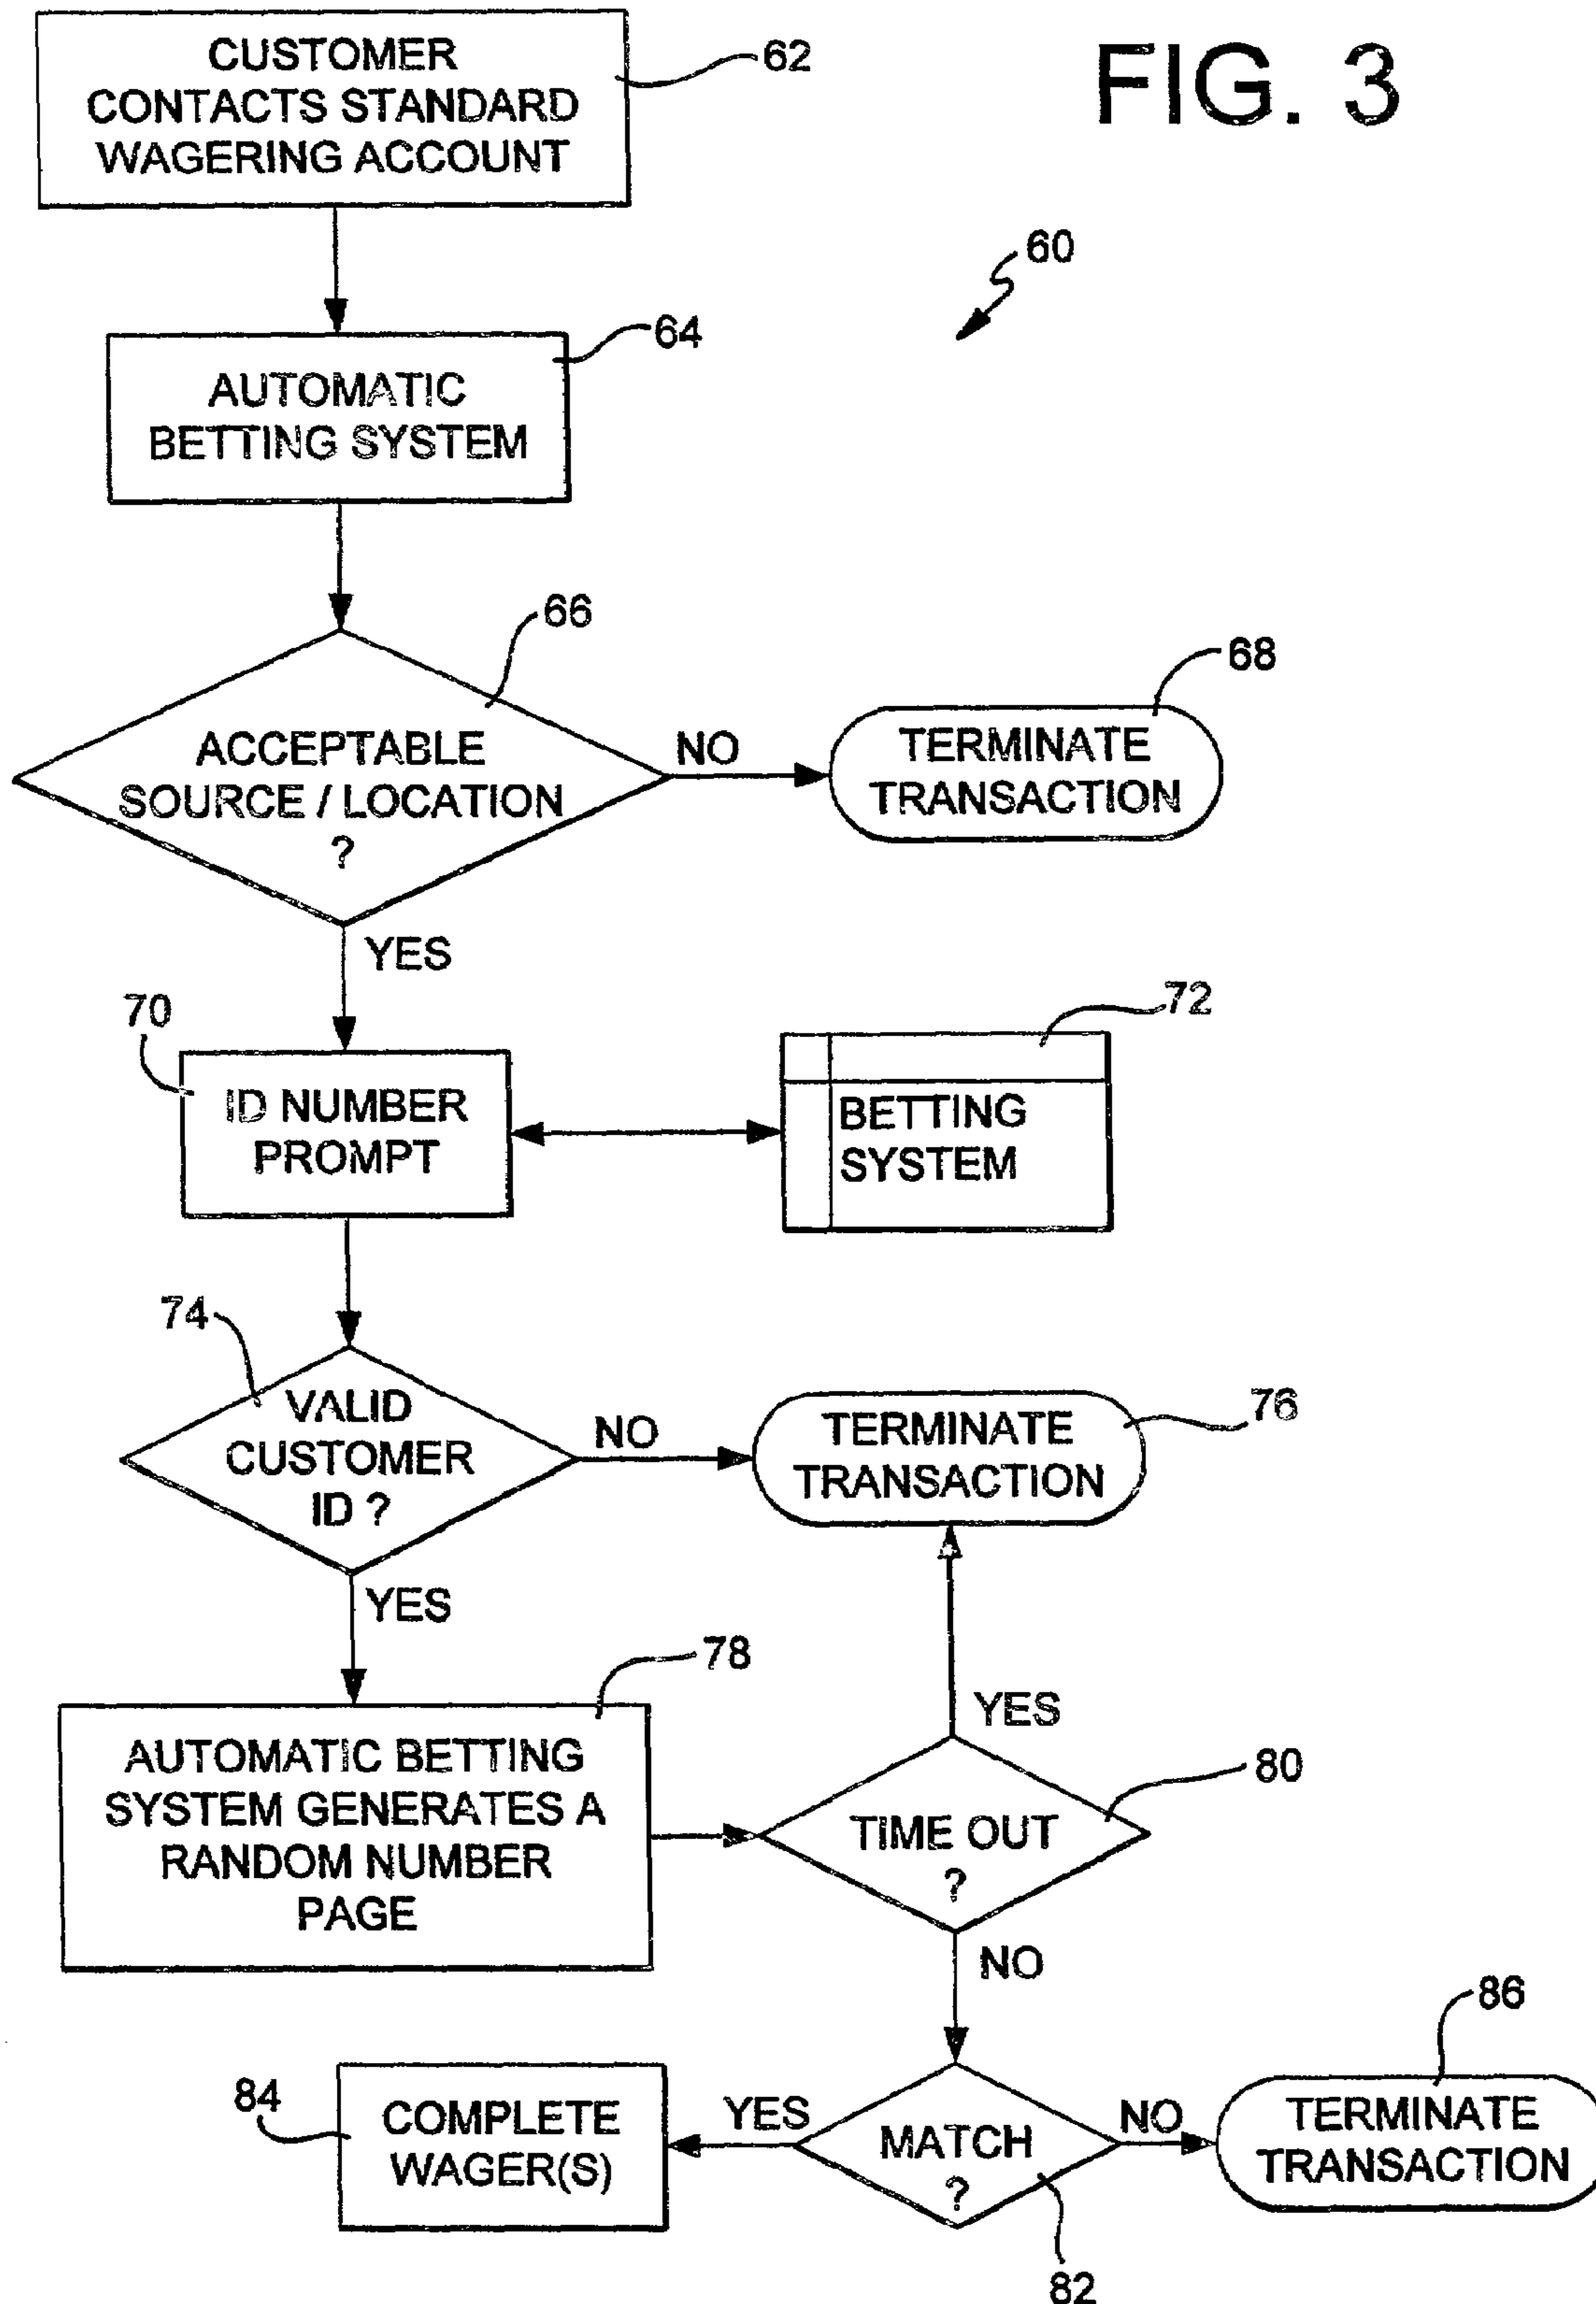 FIG. 3
CUSTOMER
CONTACTS STANDARD
WAGERING ACCOUNT
62
60
64
AUTOMATIC
BETTING SYSTEM
66
ACCEPTABLE
SOURCE / LOCATION
?
NO
68
TERMINATE
TRANSACTION
YES
70
ID NUMBER
PROMPT
72
BETTING
SYSTEM
74
VALID
CUSTOMER
ID ?
NO
76
TERMINATE
TRANSACTION
YES
78
AUTOMATIC BETTING
SYSTEM GENERATES A
RANDOM NUMBER
PAGE
YES
80
TIME OUT
?
NO
84
COMPLETE
WAGER(S)
YES
MATCH
?
82
NO
86
TERMINATE
TRANSACTION